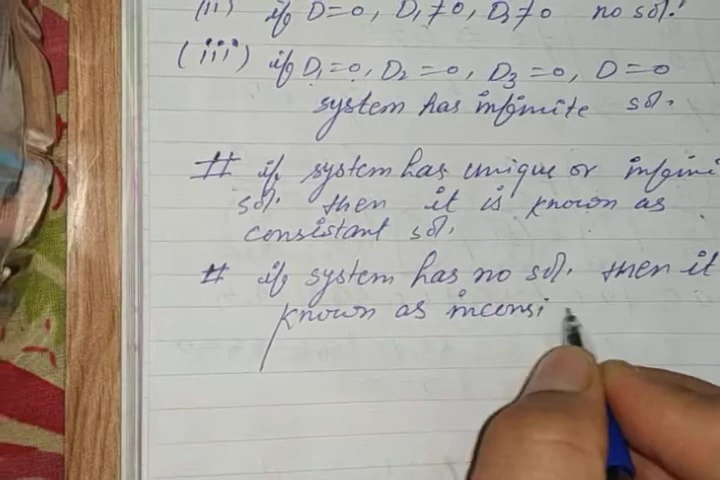 (ii) if D=0, D₁≠0, D₃≠0 no sol.
(iii) if D₁=0, D₂=0, D₃=0, D=0
system has infinite sol.
# if system has unique or infini
sol. then it is known as
consistant sol.
# if system has no sol. then it
known as inconsi